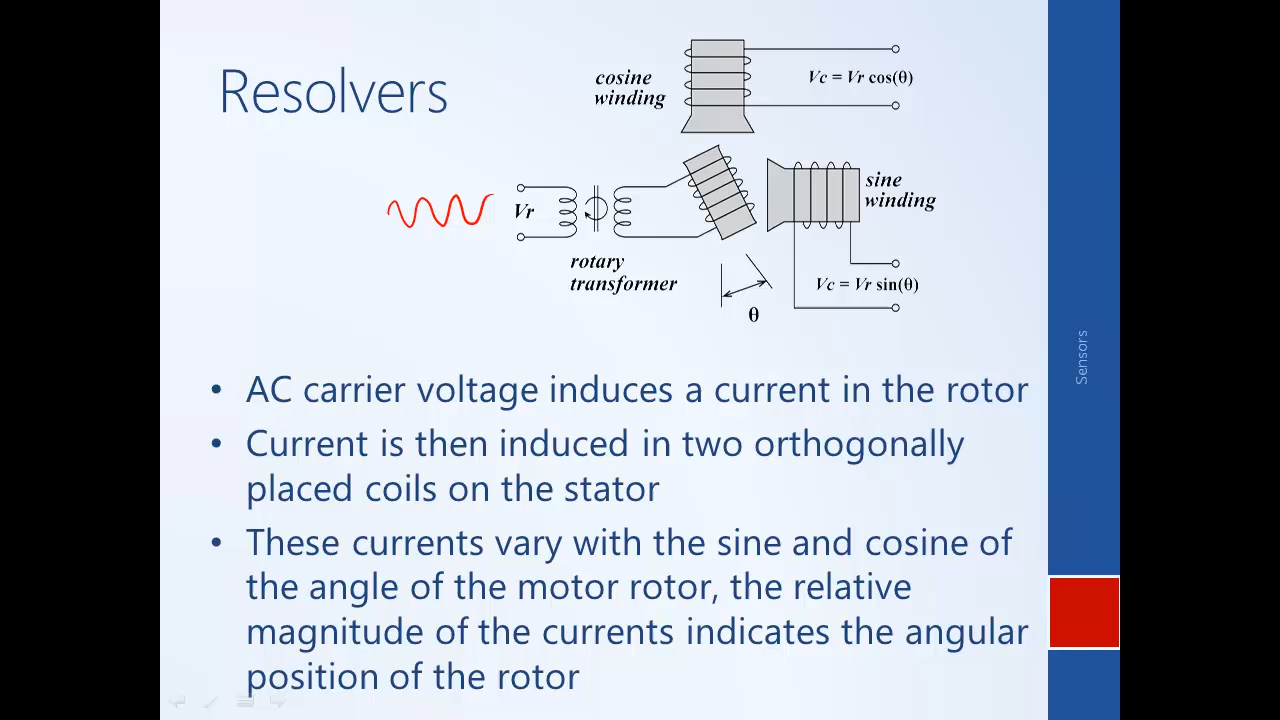 Resolvers
cosine
winding
Vc = Vr cos(θ)
sine
winding
Vr
rotary
transformer
Vc = Vr sin(θ)
θ
Sensors
• AC carrier voltage induces a current in the rotor
• Current is then induced in two orthogonally
placed coils on the stator
• These currents vary with the sine and cosine of
the angle of the motor rotor, the relative
magnitude of the currents indicates the angular
position of the rotor